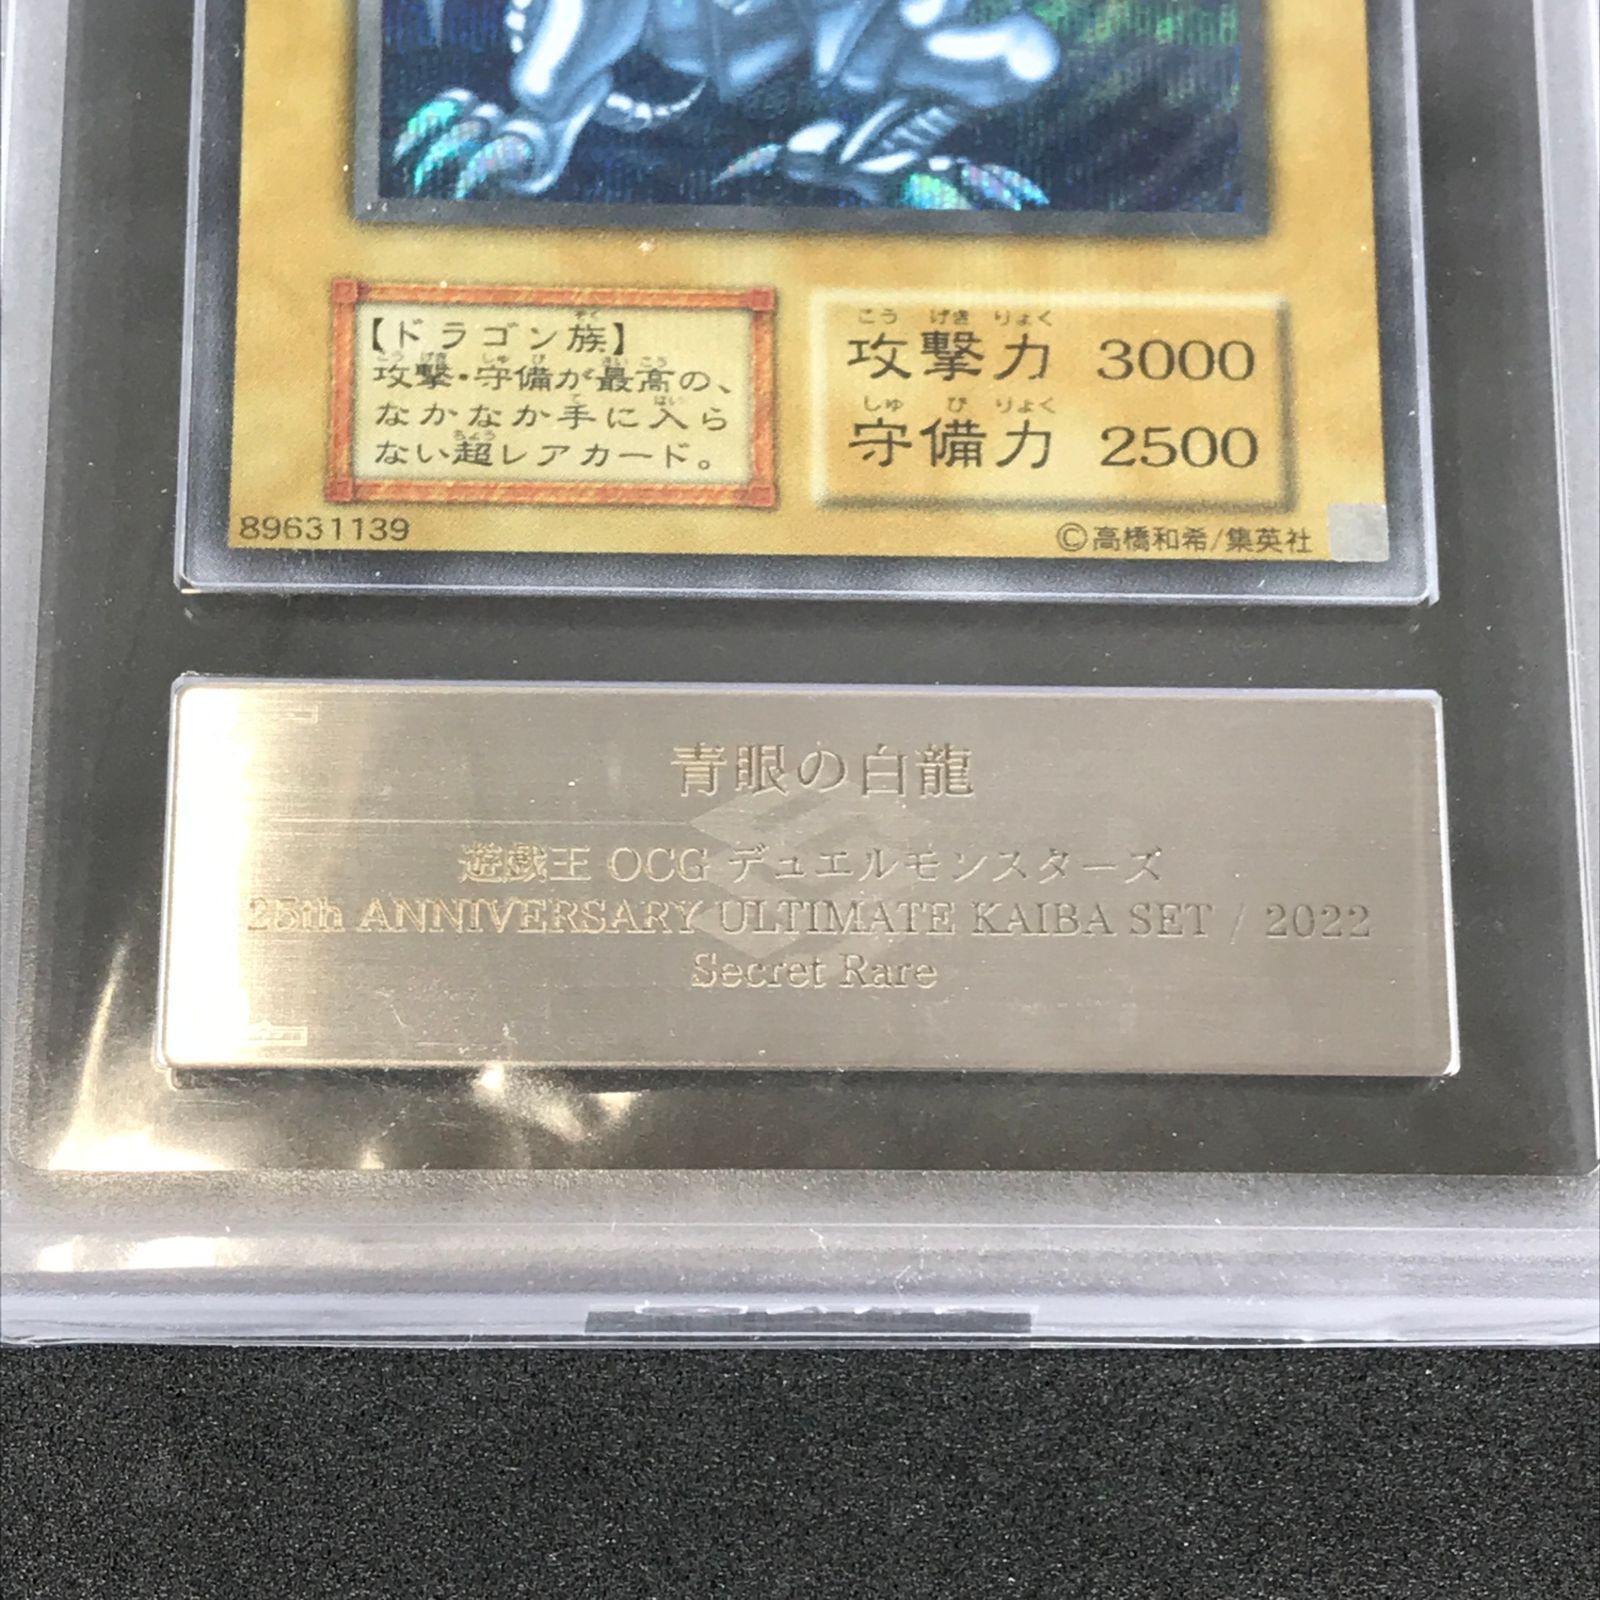 【ドラゴン族】
攻撃・守備が最高の、
なかなか手に入ら
ない超レアカード。
こう げき りょく
攻撃力 3000
しゅ び りょく
守備力 2500
89631139
©高橋和希/集英社
青眼の白龍
遊戯王 OCG デュエルモンスターズ
25th ANNIVERSARY ULTIMATE KAIBA SET / 2022
Secret Rare